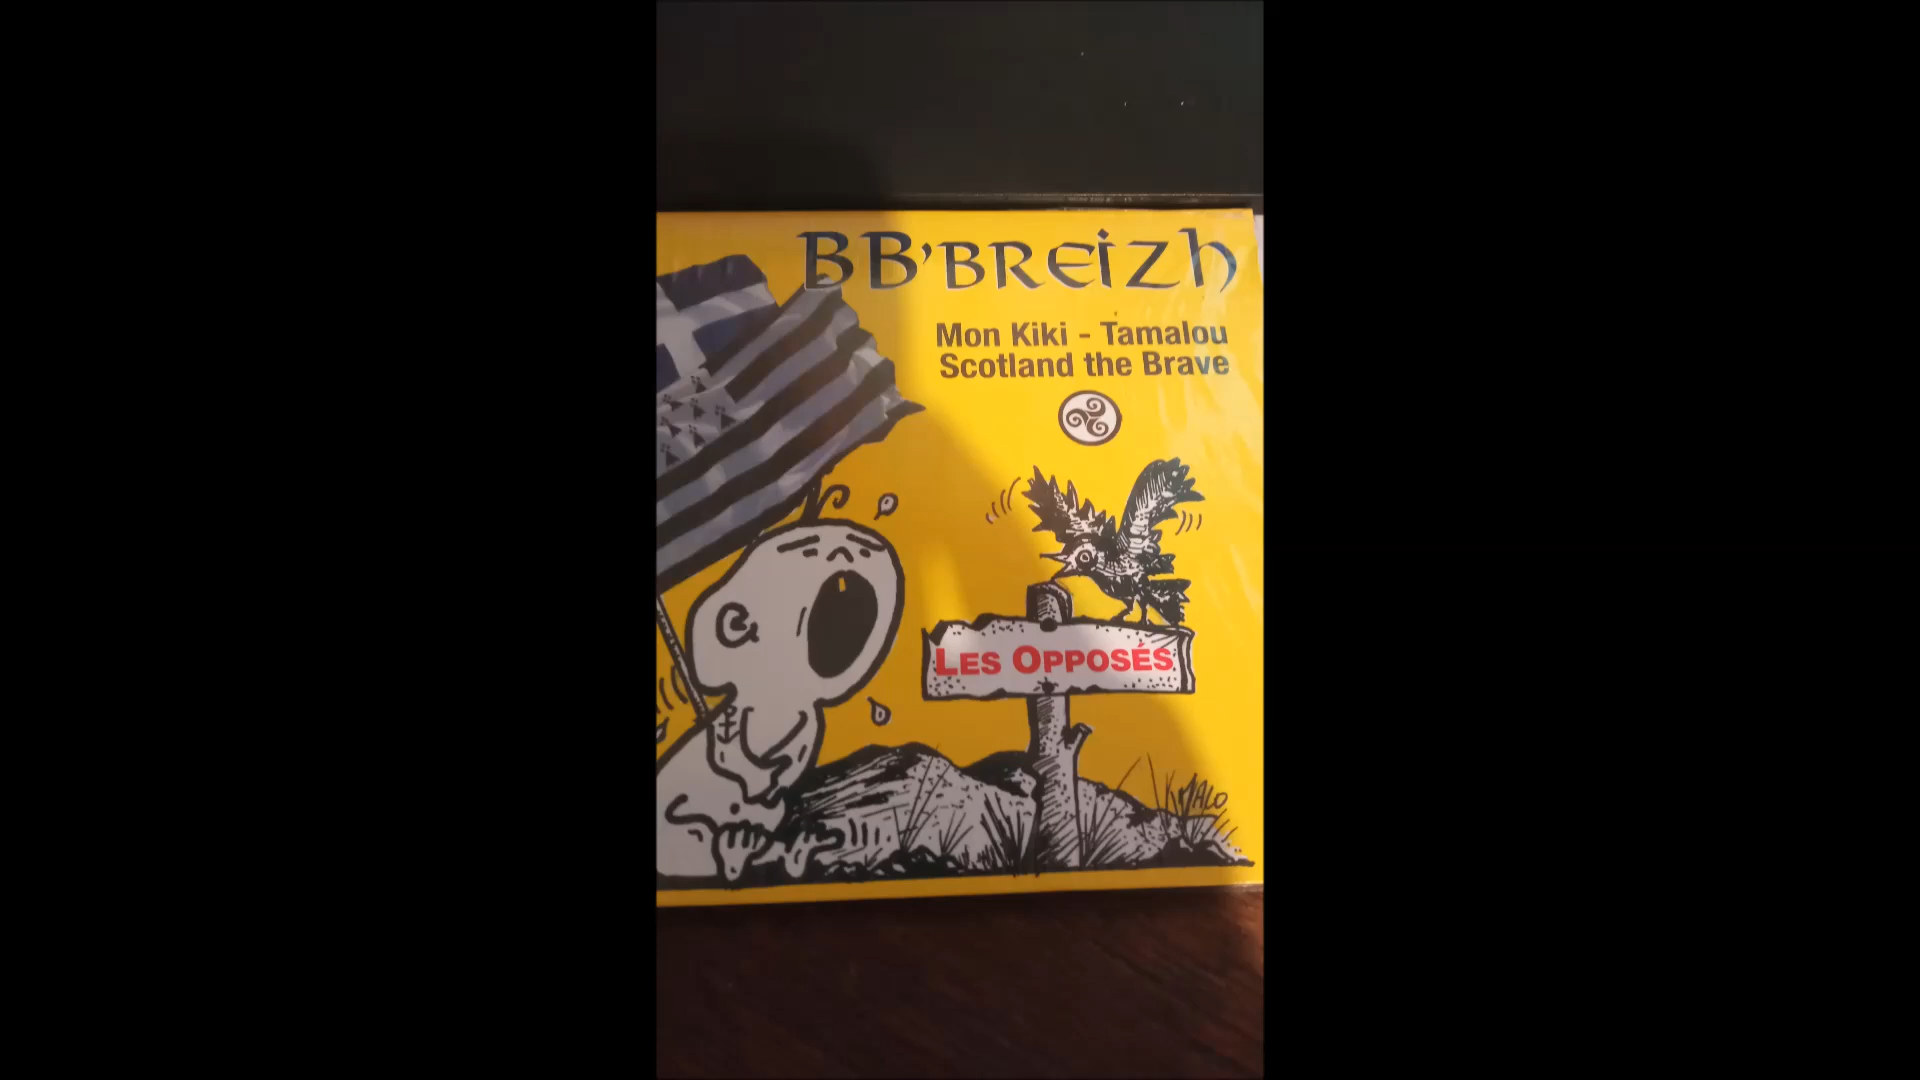 BB'BREIZH
Mon Kiki - Tamalou
Scotland the Brave
LES OPPOSÉS
MALO